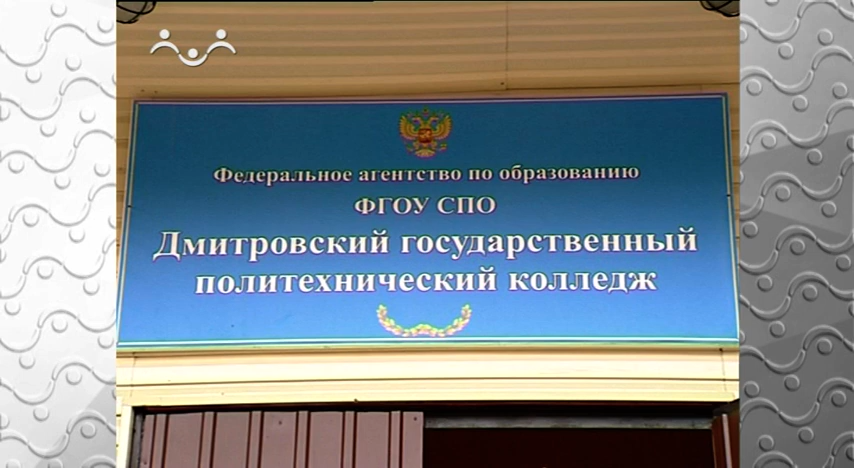 Федеральное агентство по образованию
ФГОУ СПО
Дмитровский государственный
политехнический колледж